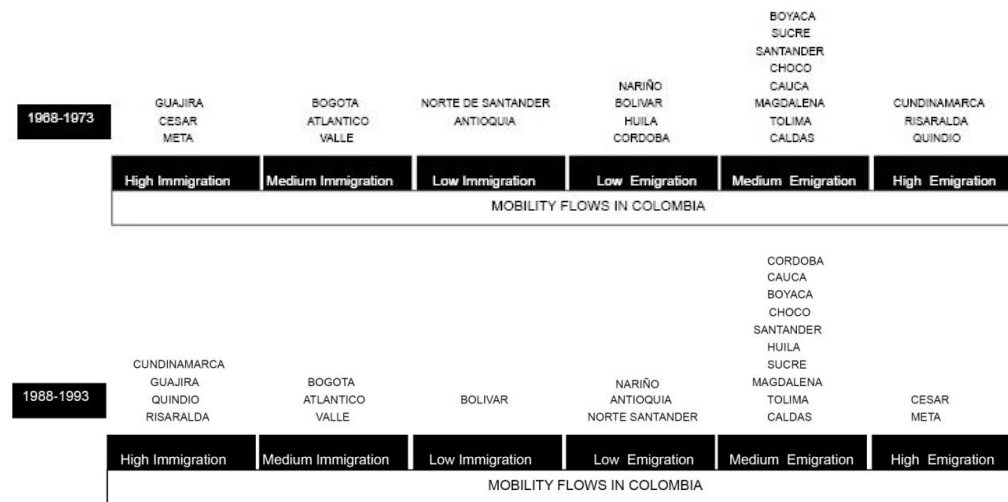 BOYACA
SUCRE
SANTANDER
CHOCO
NARIÑO CAUCA
GUAJIRA BOGOTA NORTE DE SANTANDER BOLIVAR MAGDALENA CUNDINAMARCA
1968-1973 CESAR ATLANTICO ANTIOQUIA HUILA TOLIMA RISARALDA
META VALLE CORDOBA CALDAS QUINDIO
High Immigration Medium Immigration Low Immigration Low Emigration Medium Emigration High Emigration
MOBILITY FLOWS IN COLOMBIA
CORDOBA
CAUCA
BOYACA
CHOCO
SANTANDER
HUILA
CUNDINAMARCA SUCRE
GUAJIRA BOGOTA NARIÑO MAGDALENA
1988-1993 QUINDIO ATLANTICO BOLIVAR ANTIOQUIA TOLIMA CESAR
RISARALDA VALLE NORTE SANTANDER CALDAS META
High Immigration Medium Immigration Low Immigration Low Emigration Medium Emigration High Emigration
MOBILITY FLOWS IN COLOMBIA